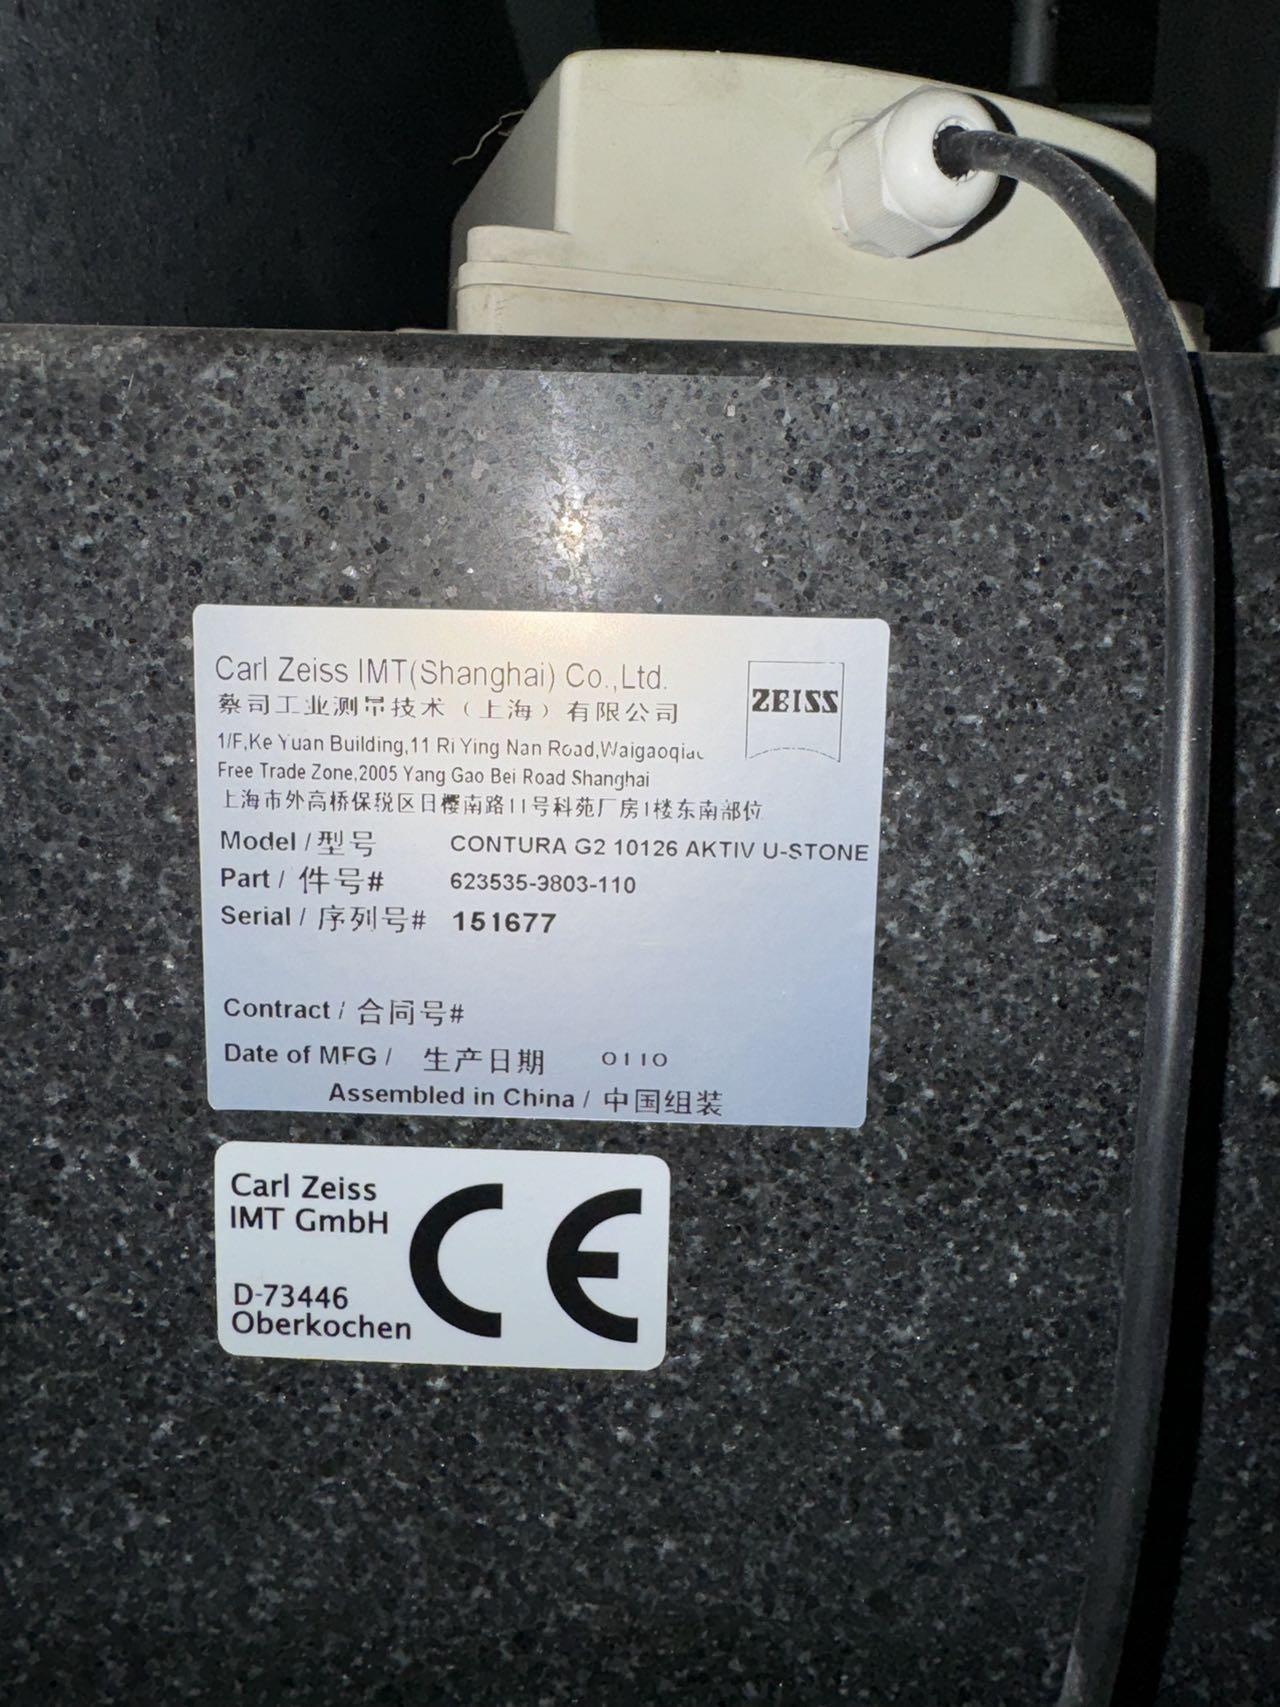 Carl Zeiss IMT(Shanghai) Co.,Ltd.
ZEISS
蔡司工业测量技术（上海）有限公司
1/F,Ke Yuan Building,11 Ri Ying Nan Road,
Free Trade Zone,2005 Yang Gao Bei Road Shanghai
上海市外高桥保税区日樱南路11号科苑厂房1楼东南部位
Model / 型号 CONTURA G2 10126 AKTIV U-STONE
Part / 件号# 623535-9803-110
Serial / 序列号# 151677
Contract / 合同号#
Date of MFG / 生产日期 0110
Assembled in China / 中国组装
Carl Zeiss
IMT GmbH
CE
D-73446
Oberkochen